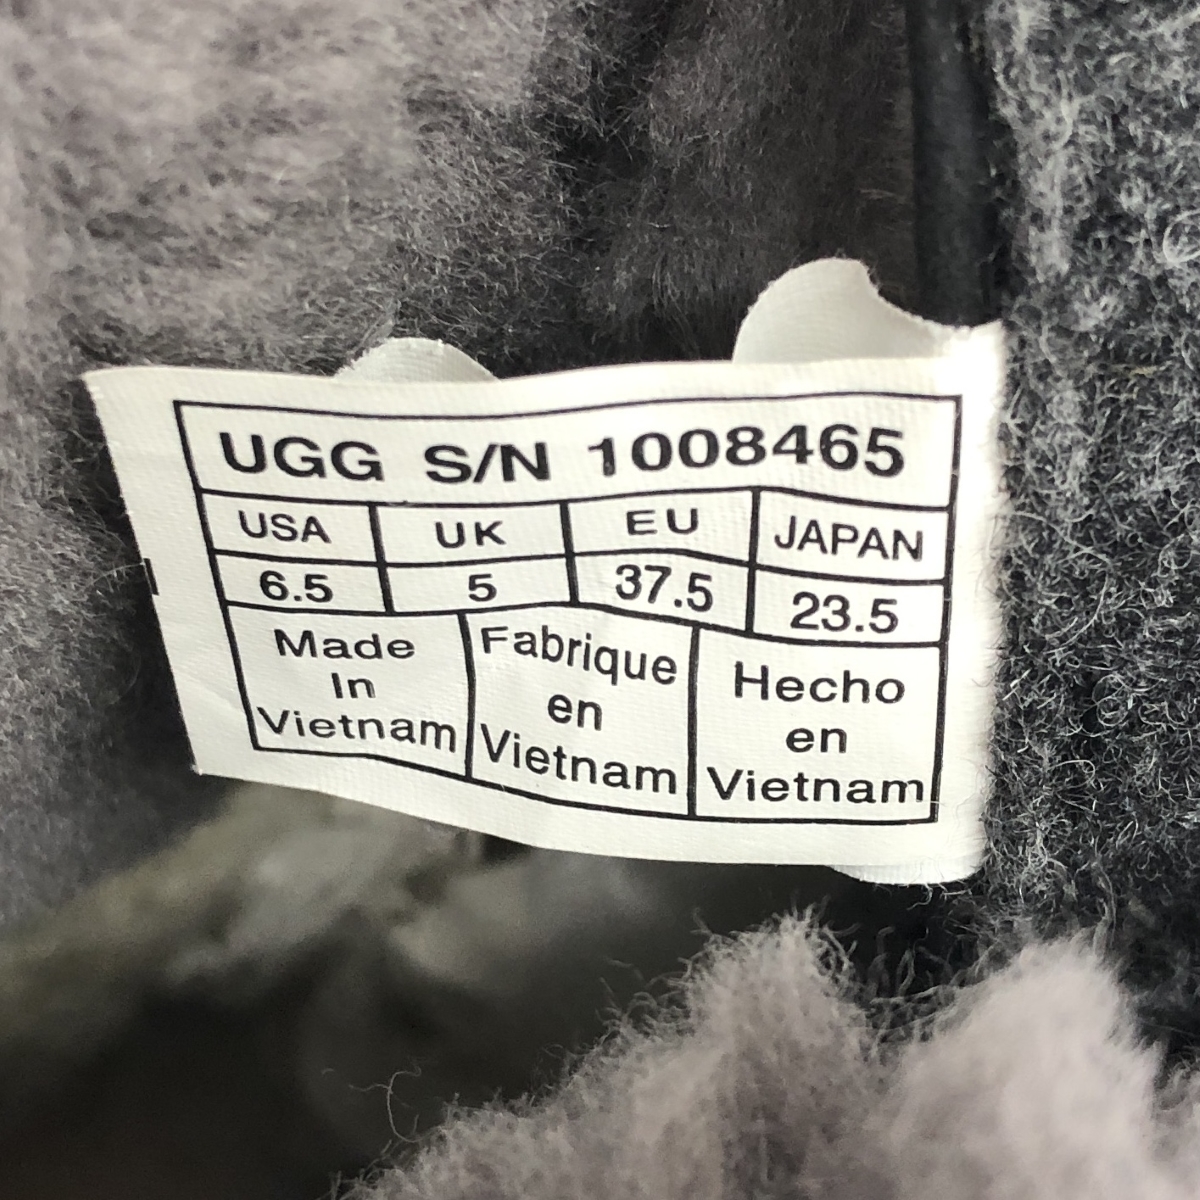 UGG S/N 1008465
USA UK EU JAPAN
6.5 5 37.5 23.5
Made
In
Vietnam
Fabrique
en
Vietnam
Hecho
en
Vietnam